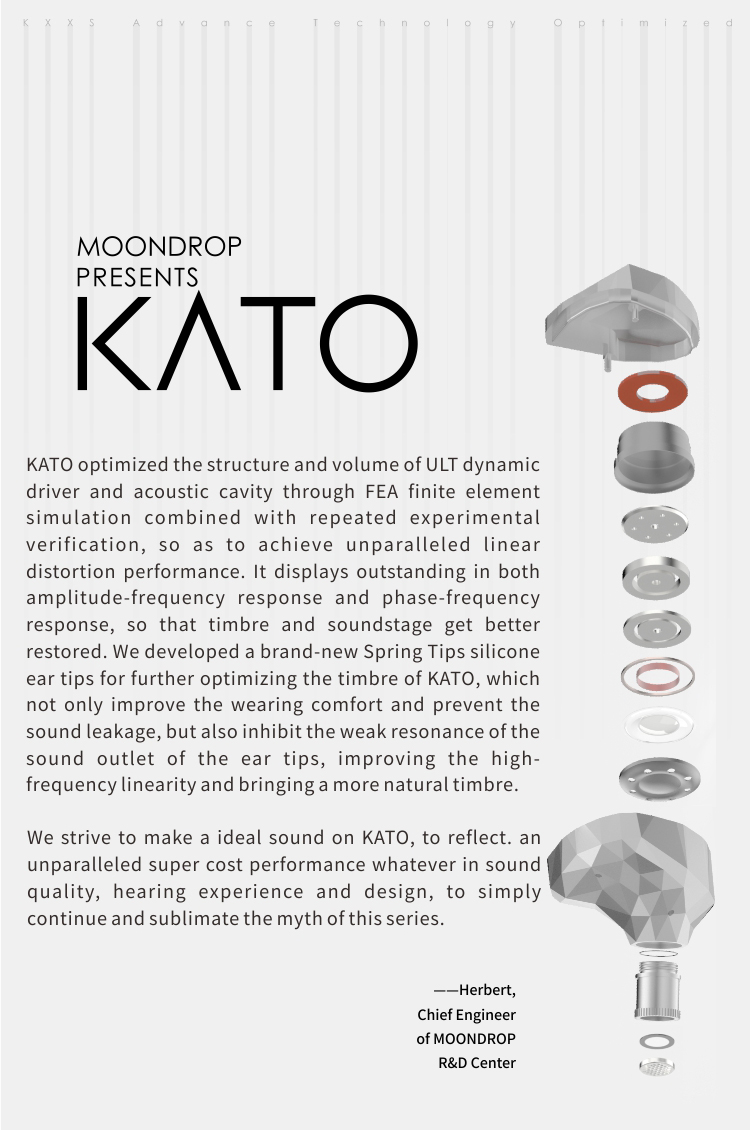 KXXS Advance Technology Optimized
MOONDROP
PRESENTS
KATO
KATO optimized the structure and volume of ULT dynamic
driver and acoustic cavity through FEA finite element
simulation combined with repeated experimental
verification, so as to achieve unparalleled linear
distortion performance. It displays outstanding in both
amplitude-frequency response and phase-frequency
response, so that timbre and soundstage get better
restored. We developed a brand-new Spring Tips silicone
ear tips for further optimizing the timbre of KATO, which
not only improve the wearing comfort and prevent the
sound leakage, but also inhibit the weak resonance of the
sound outlet of the ear tips, improving the high-
frequency linearity and bringing a more natural timbre.
We strive to make a ideal sound on KATO, to reflect. an
unparalleled super cost performance whatever in sound
quality, hearing experience and design, to simply
continue and sublimate the myth of this series.
——Herbert,
Chief Engineer
of MOONDROP
R&D Center